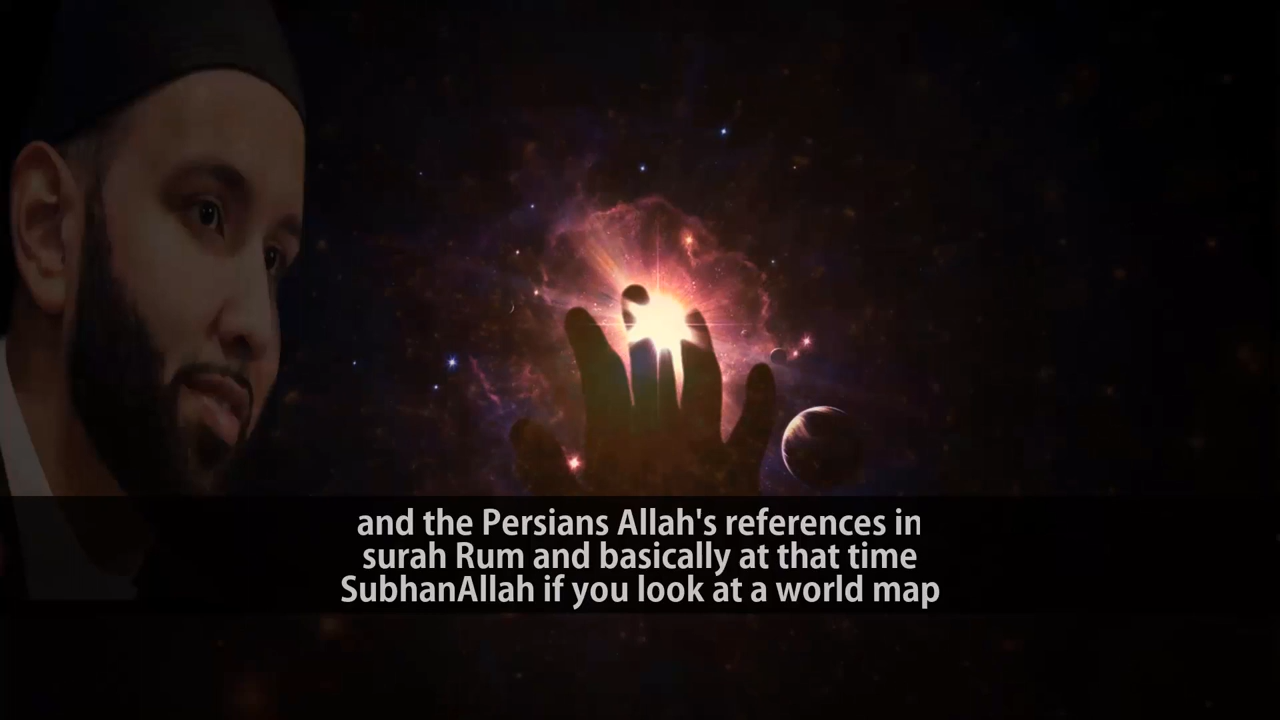 and the Persians Allah's references in
surah Rum and basically at that time
SubhanAllah if you look at a world map